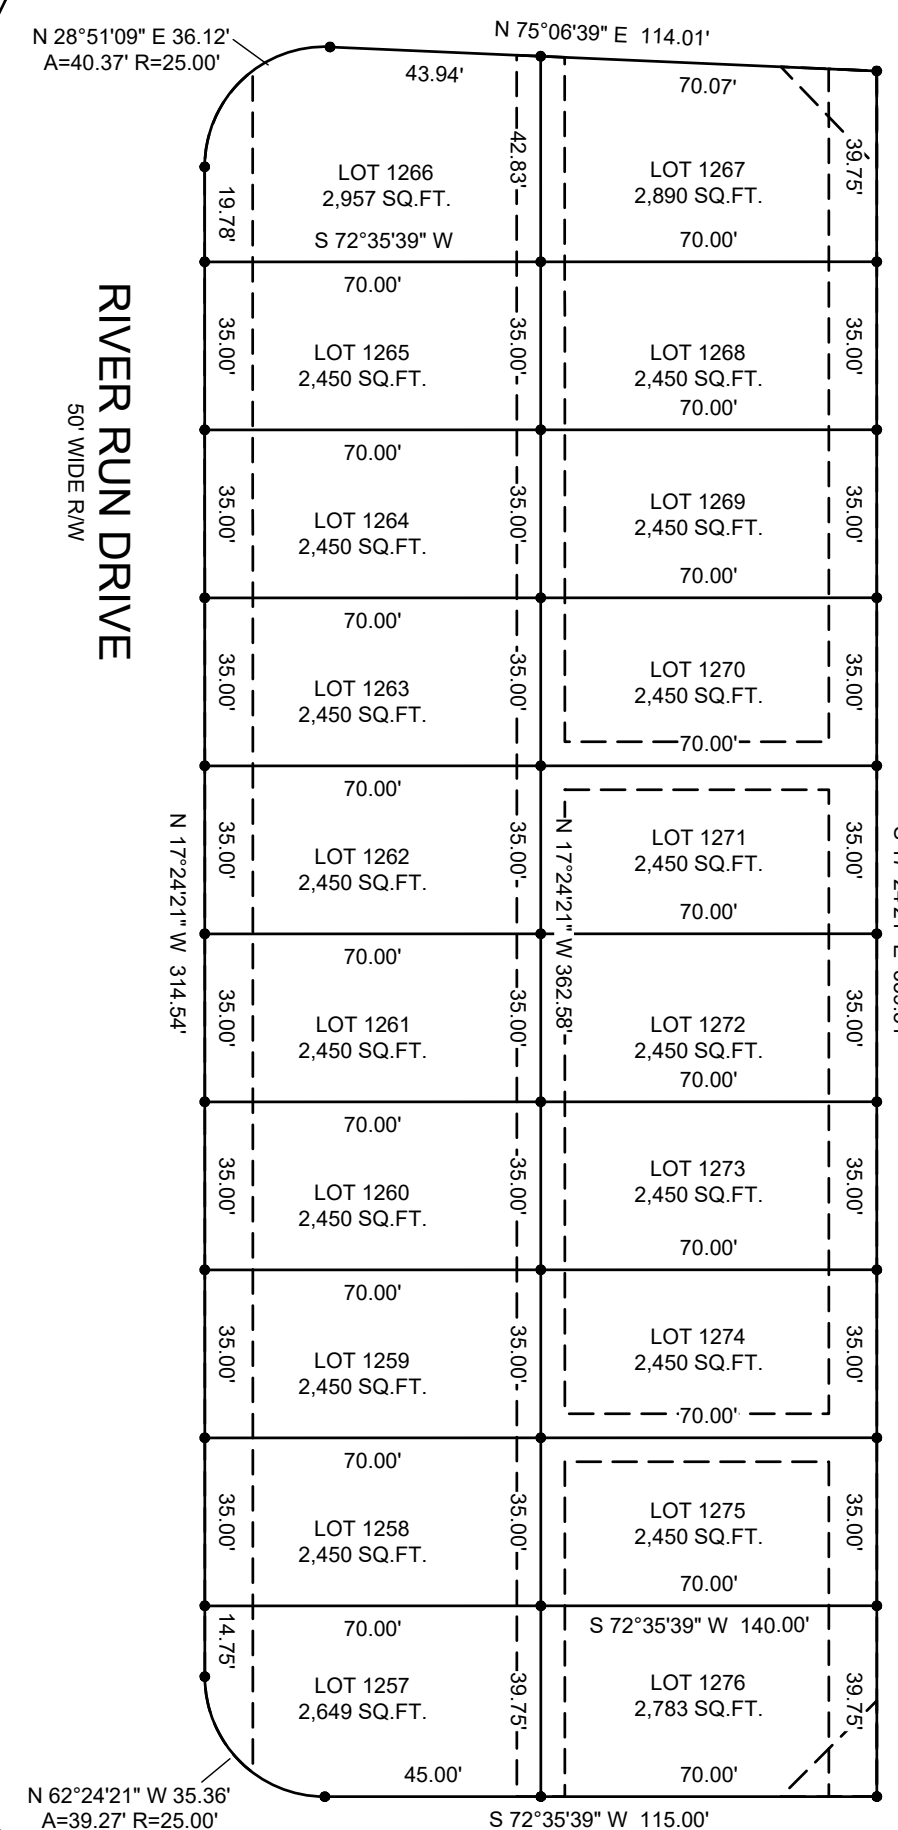 N 28°51'09" E 36.12'
A=40.37' R=25.00'
N 75°06'39" E 114.01'
43.94'
70.07'
42.83'
39.75'
19.78'
LOT 1266
2,957 SQ.FT.
S 72°35'39" W
LOT 1267
2,890 SQ.FT.
70.00'
RIVER RUN DRIVE
50' WIDE R/W
70.00'
35.00'
LOT 1265
2,450 SQ.FT.
35.00'
LOT 1268
2,450 SQ.FT.
70.00'
35.00'
70.00'
35.00'
LOT 1264
2,450 SQ.FT.
35.00'
LOT 1269
2,450 SQ.FT.
70.00'
35.00'
70.00'
35.00'
LOT 1263
2,450 SQ.FT.
35.00'
LOT 1270
2,450 SQ.FT.
70.00'
35.00'
N 17°24'21" W 314.54'
70.00'
35.00'
LOT 1262
2,450 SQ.FT.
35.00'
N 17°24'21" W 362.58'
LOT 1271
2,450 SQ.FT.
70.00'
35.00'
70.00'
35.00'
LOT 1261
2,450 SQ.FT.
35.00'
LOT 1272
2,450 SQ.FT.
70.00'
35.00'
70.00'
35.00'
LOT 1260
2,450 SQ.FT.
35.00'
LOT 1273
2,450 SQ.FT.
70.00'
35.00'
70.00'
35.00'
LOT 1259
2,450 SQ.FT.
35.00'
LOT 1274
2,450 SQ.FT.
70.00'
35.00'
70.00'
35.00'
LOT 1258
2,450 SQ.FT.
35.00'
LOT 1275
2,450 SQ.FT.
70.00'
35.00'
14.75'
70.00'
LOT 1257
2,649 SQ.FT.
45.00'
39.75'
S 72°35'39" W 140.00'
LOT 1276
2,783 SQ.FT.
70.00'
39.75'
N 62°24'21" W 35.36'
A=39.27' R=25.00'
S 72°35'39" W 115.00'